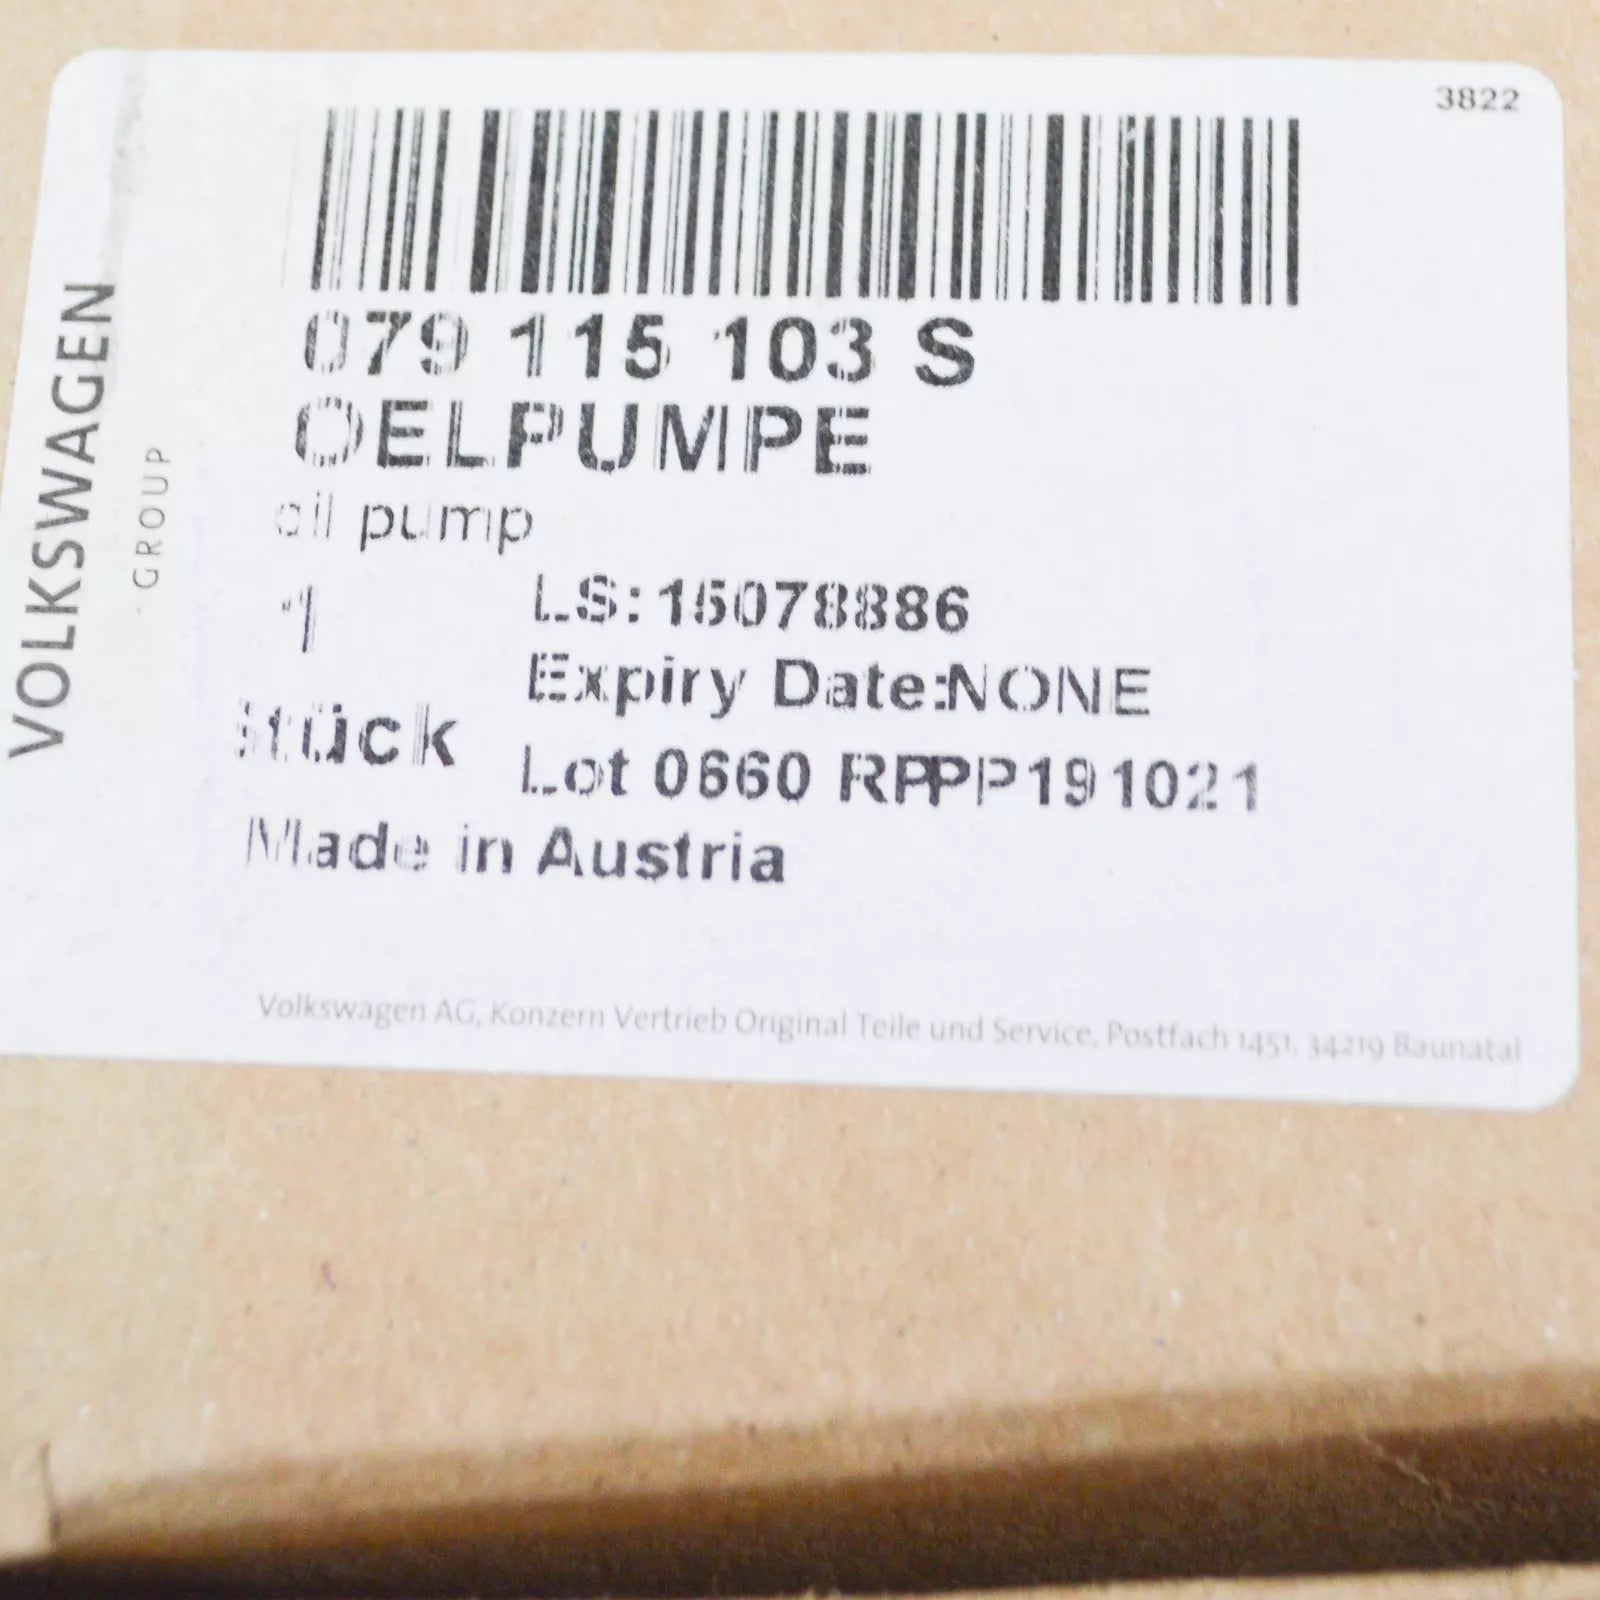 3822
VOLKSWAGEN
GROUP
079 115 103 S
OELPUMPE
oil pump
1 LS:15078886
Expiry Date:NONE
Stück
Lot 0660 RPPP191021
Made in Austria
Volkswagen AG, Konzern Vertrieb Original Teile und Service, Postfach 1451, 34219 Baunatal